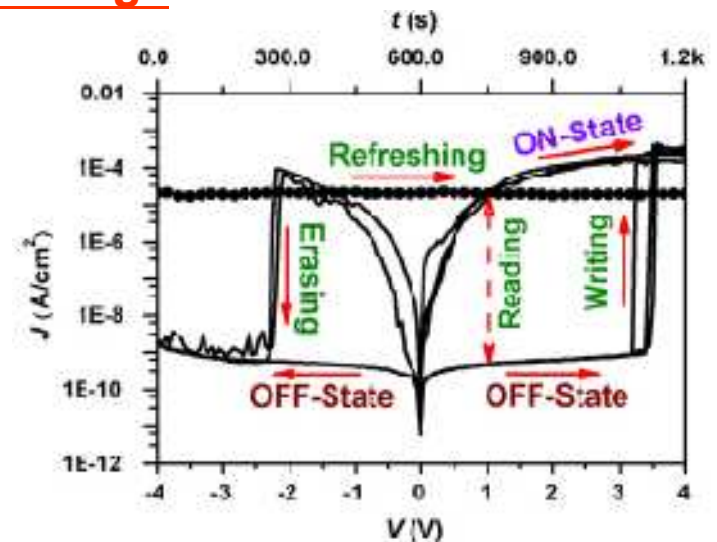 t (s)
0.0 300.0 600.0 900.0 1.2k
0.01
1E-4
1E-6
1E-8
1E-10
1E-12
J (A/cm²)
Refreshing
ON-State
Erasing
Reading
Writing
OFF-State OFF-State
-4 -3 -2 -1 0 1 2 3 4
V (V)